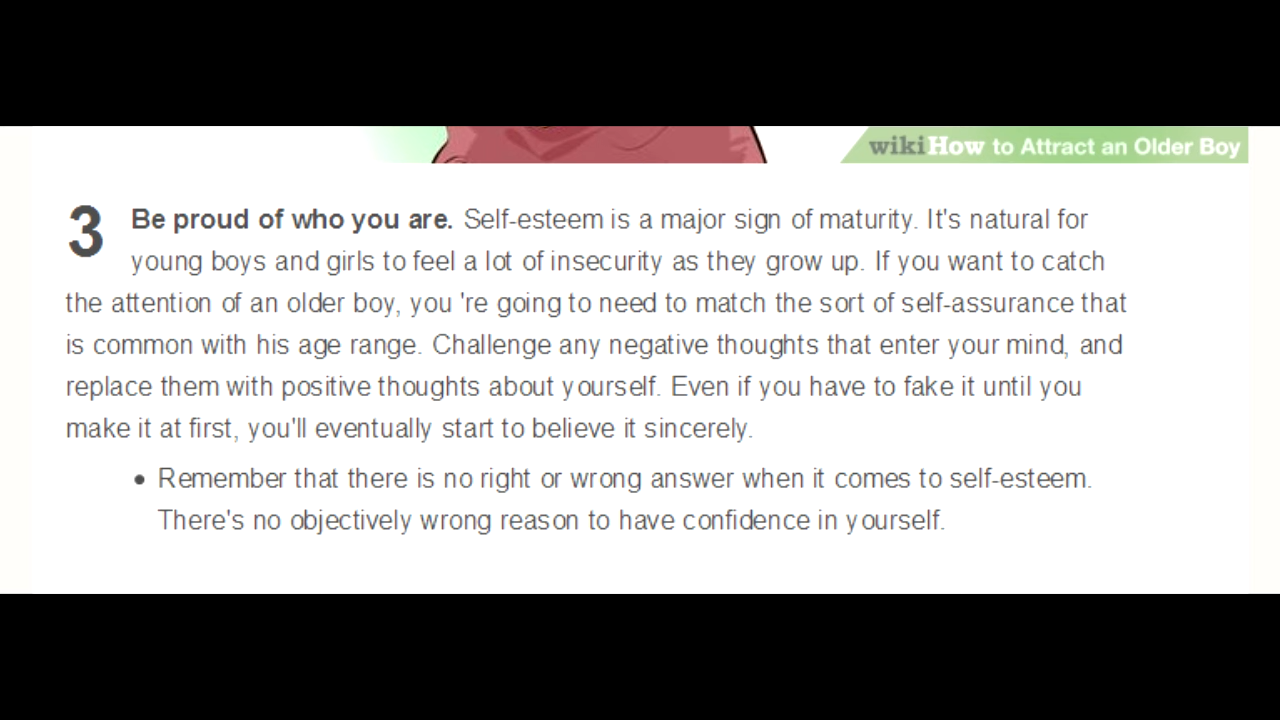 wikiHow to Attract an Older Boy
3 Be proud of who you are. Self-esteem is a major sign of maturity. It's natural for
young boys and girls to feel a lot of insecurity as they grow up. If you want to catch
the attention of an older boy, you 're going to need to match the sort of self-assurance that
is common with his age range. Challenge any negative thoughts that enter your mind, and
replace them with positive thoughts about yourself. Even if you have to fake it until you
make it at first, you'll eventually start to believe it sincerely.
• Remember that there is no right or wrong answer when it comes to self-esteem.
There's no objectively wrong reason to have confidence in yourself.